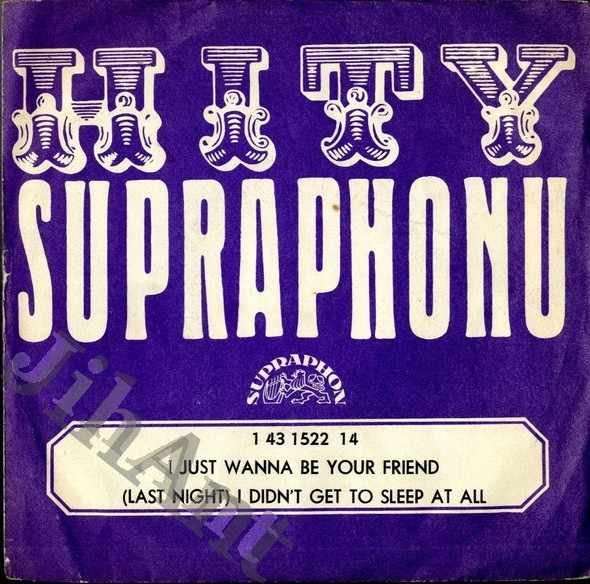 HITY
SUPRAPHONU
SUPRAPHON
1 43 1522 14
I JUST WANNA BE YOUR FRIEND
(LAST NIGHT) I DIDN'T GET TO SLEEP AT ALL
JihAnt